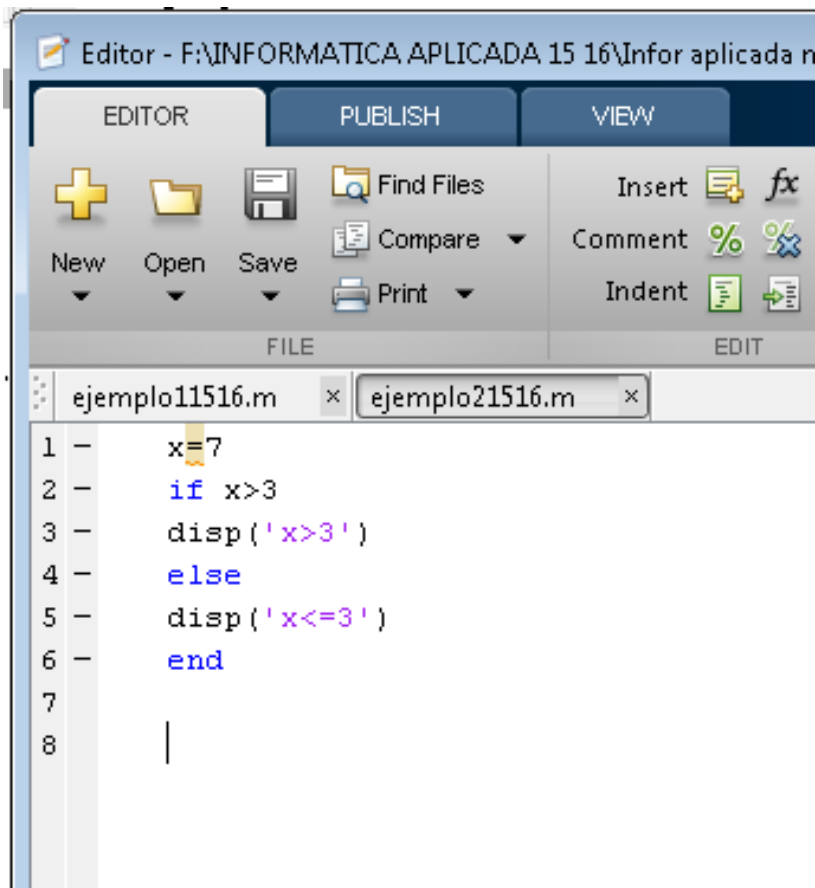 Editor - F:\INFORMATICA APLICADA 15 16\Infor aplicada
EDITOR PUBLISH VIEW
New Open Save
Find Files
Compare
Print
Insert
Comment
Indent
fx
FILE EDIT
ejemplo11516.m × ejemplo21516.m ×
1 – x=7
2 – if x>3
3 – disp('x>3')
4 – else
5 – disp('x<=3')
6 – end
7
8